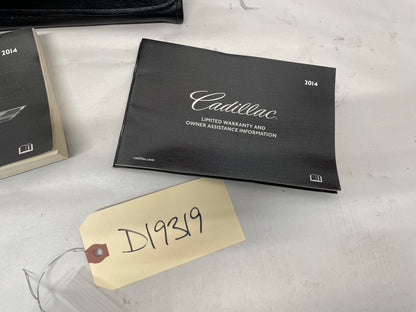 2014
2014
Cadillac
LIMITED WARRANTY AND
OWNER ASSISTANCE INFORMATION
cadillac.com
D19319